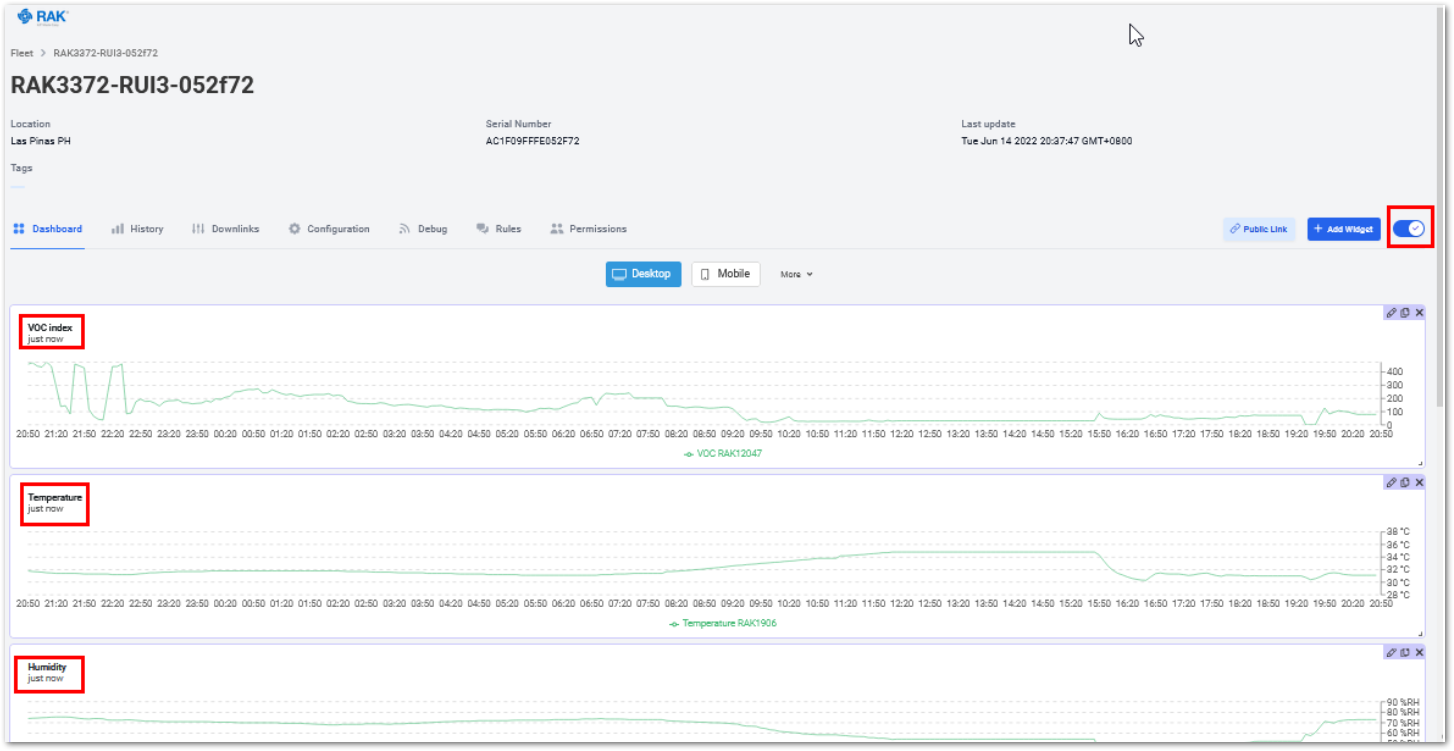 RAK
Fleet > RAK3372-RUI3-052f72
RAK3372-RUI3-052f72
Location Serial Number Last update
Las Pinas PH AC1F09FFFE052F72 Tue Jun 14 2022 20:37:47 GMT+0800
Tags
Dashboard History Downlinks Configuration Debug Rules Permissions Public Link + Add Widget
Desktop Mobile More
VOC index
just now
400
300
200
100
0
20:50 21:20 21:50 22:20 22:50 23:20 23:50 00:20 00:50 01:20 01:50 02:20 02:50 03:20 03:50 04:20 04:50 05:20 05:50 06:20 06:50 07:20 07:50 08:20 08:50 09:20 09:50 10:20 10:50 11:20 11:50 12:20 12:50 13:20 13:50 14:20 14:50 15:20 15:50 16:20 16:50 17:20 17:50 18:20 18:50 19:20 19:50 20:20 20:50
VOC RAK12047
Temperature
just now
38 °C
36 °C
34 °C
32 °C
30 °C
28 °C
20:50 21:20 21:50 22:20 22:50 23:20 23:50 00:20 00:50 01:20 01:50 02:20 02:50 03:20 03:50 04:20 04:50 05:20 05:50 06:20 06:50 07:20 07:50 08:20 08:50 09:20 09:50 10:20 10:50 11:20 11:50 12:20 12:50 13:20 13:50 14:20 14:50 15:20 15:50 16:20 16:50 17:20 17:50 18:20 18:50 19:20 19:50 20:20 20:50
Temperature RAK1906
Humidity
just now
90 %RH
80 %RH
70 %RH
60 %RH